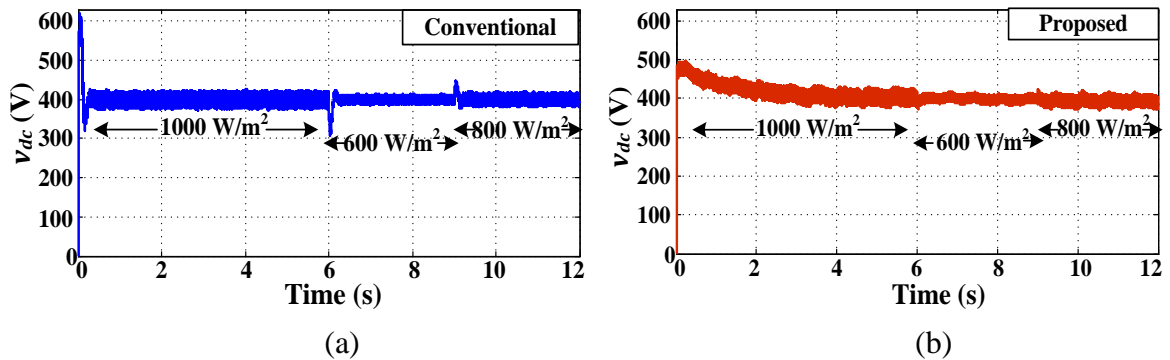 Conventional
600
500
400
300
200
100
0
v_dc (V)
1000 W/m²
600 W/m²
800 W/m²
0 2 4 6 8 10 12
Time (s)
(a)
Proposed
600
500
400
300
200
100
0
v_dc (V)
1000 W/m²
600 W/m²
800 W/m²
0 2 4 6 8 10 12
Time (s)
(b)